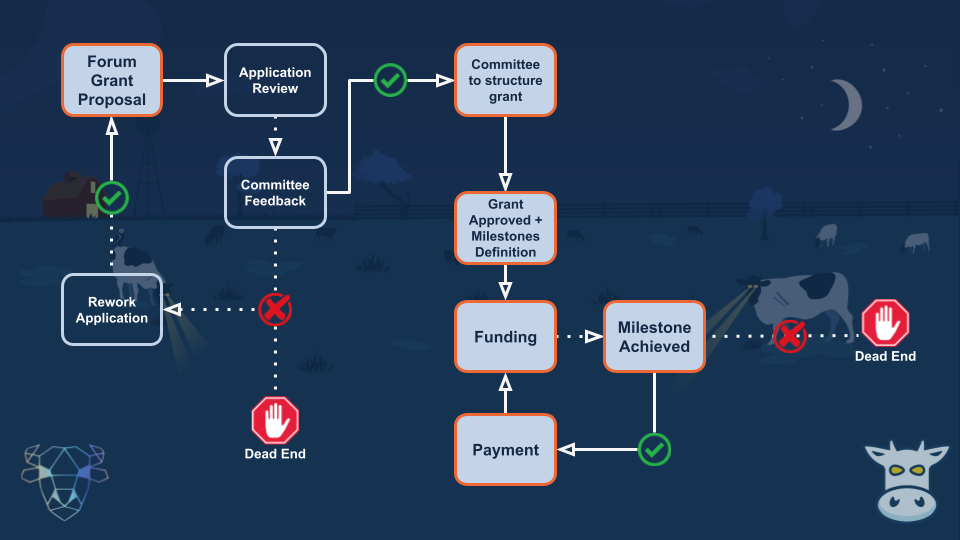 Forum
Grant
Proposal
Application
Review
Committee
to structure
grant
Committee
Feedback
Grant
Approved +
Milestones
Definition
Rework
Application
Funding
Milestone
Achieved
Dead End
Dead End
Payment